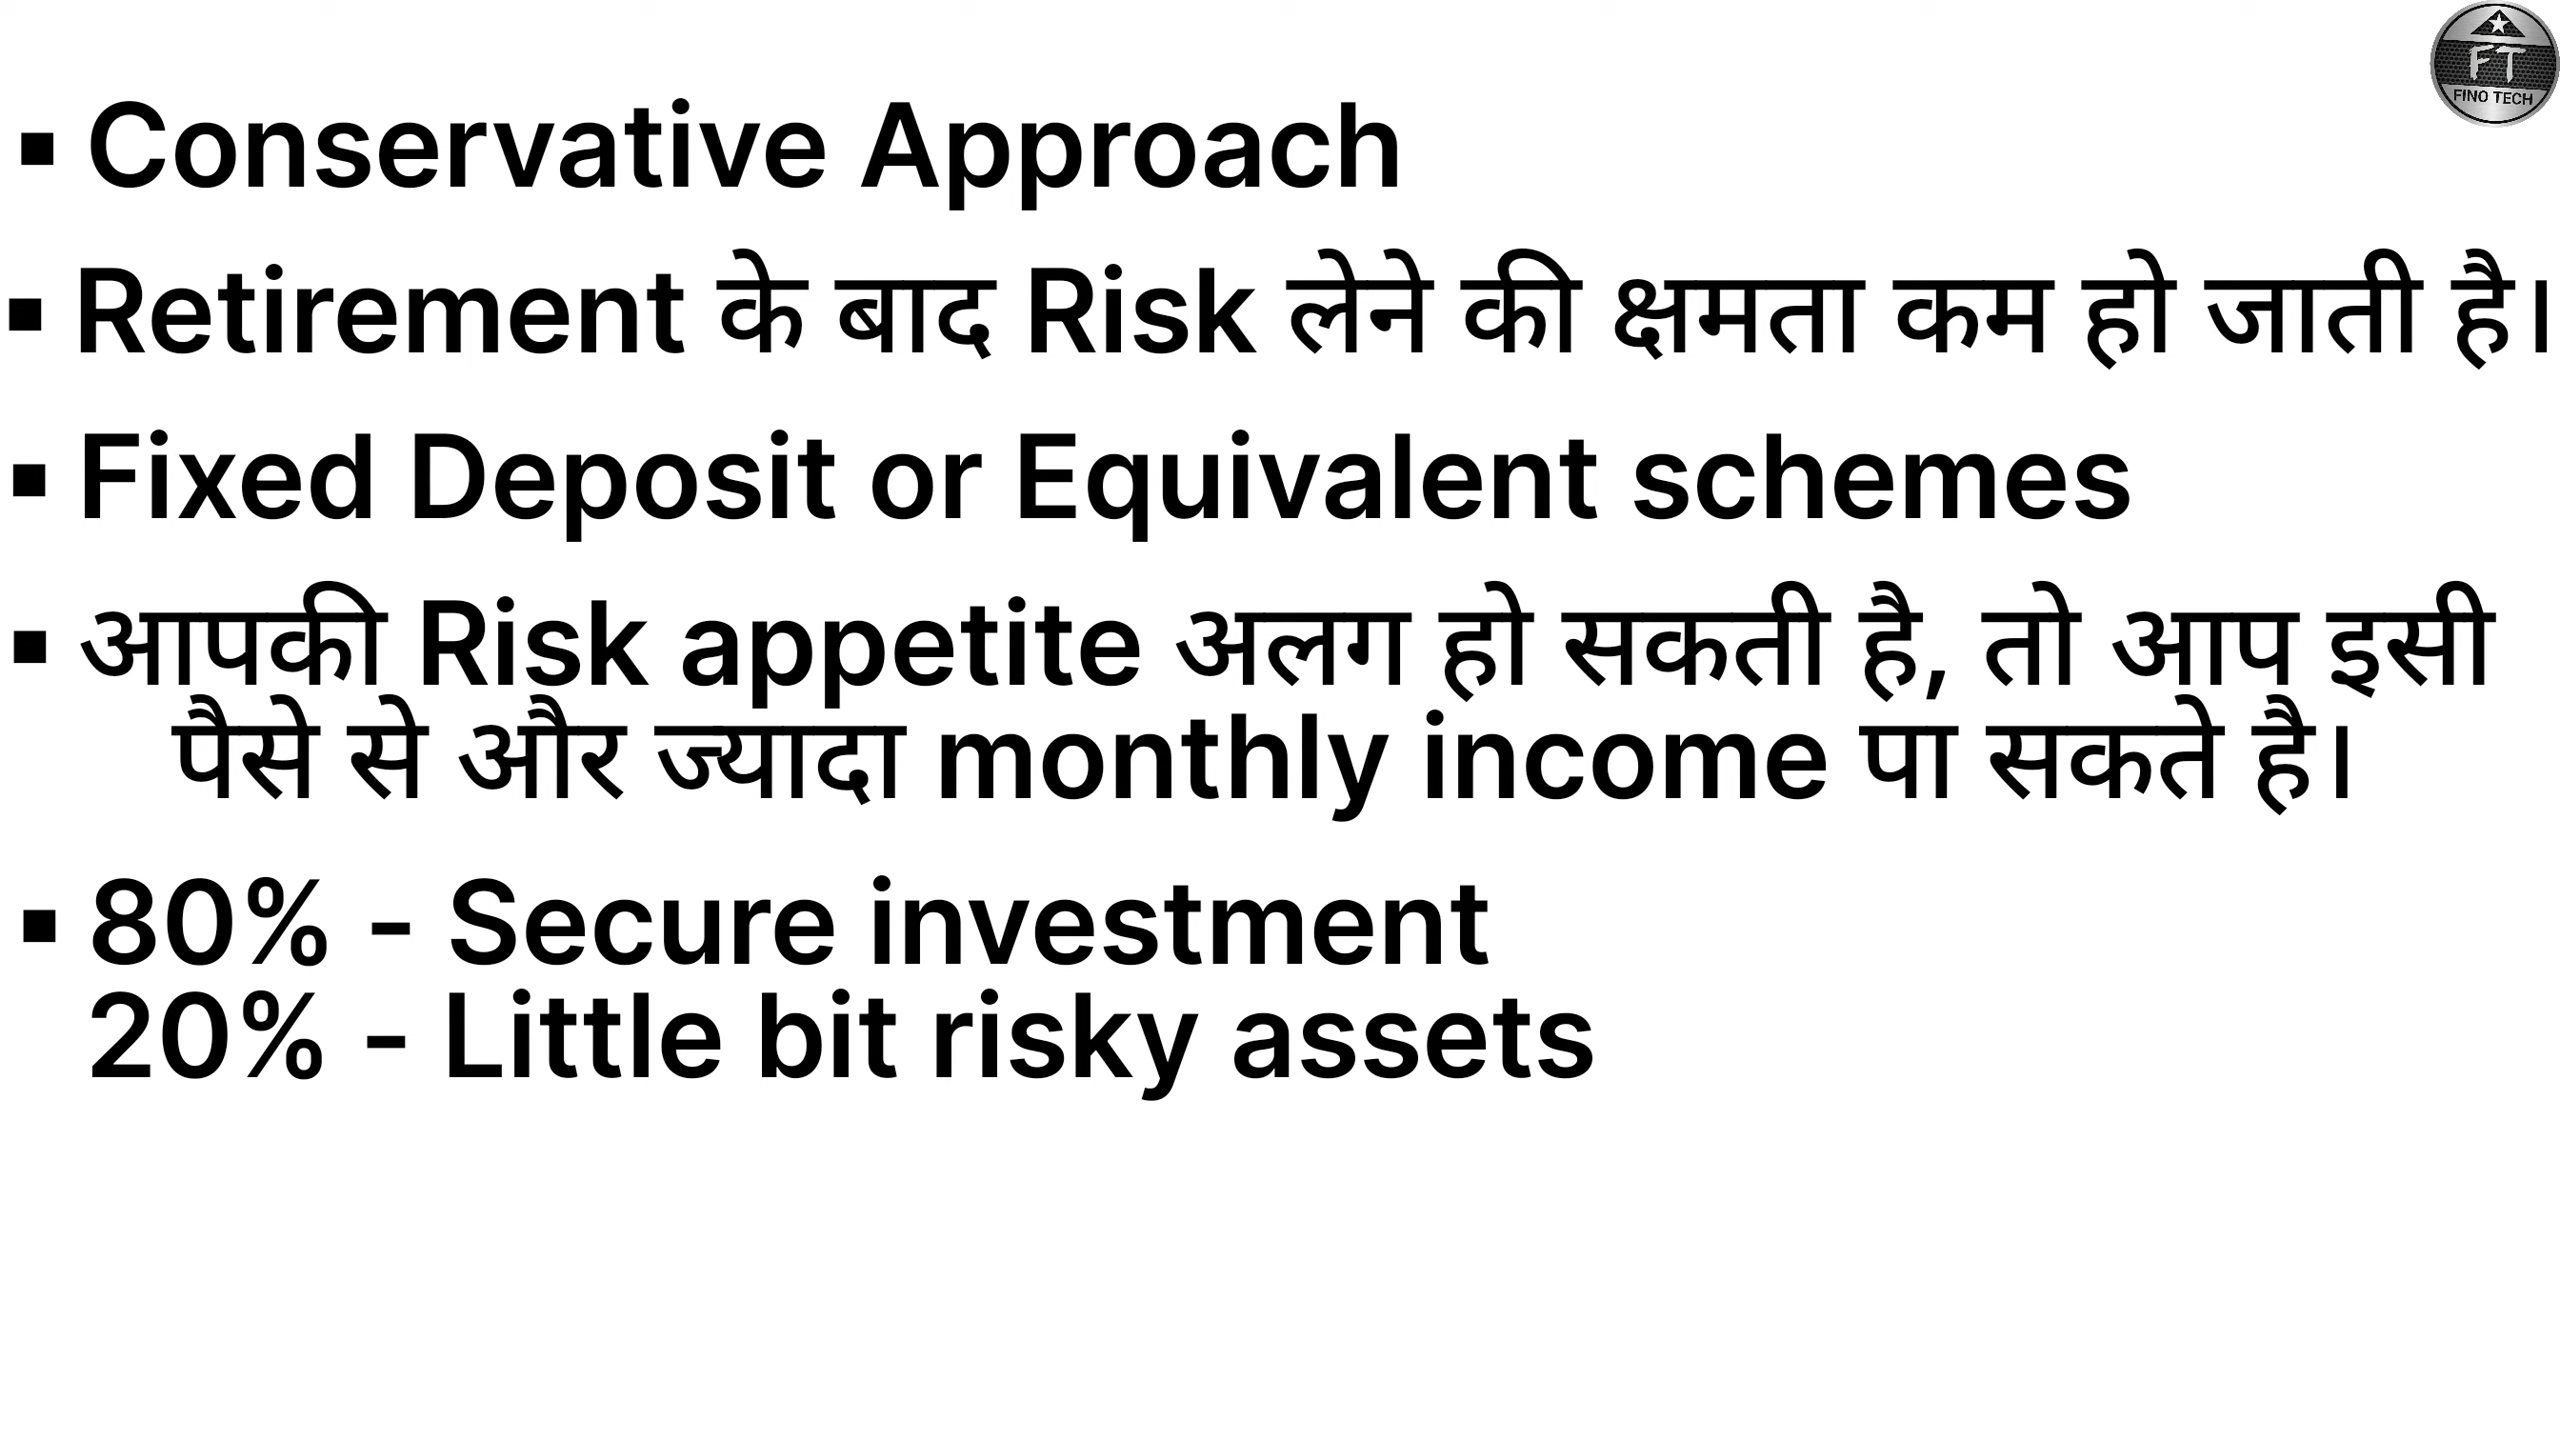 FT
FINO TECH
▪ Conservative Approach
▪ Retirement के बाद Risk लेने की क्षमता कम हो जाती है।
▪ Fixed Deposit or Equivalent schemes
▪ आपकी Risk appetite अलग हो सकती है, तो आप इसी
पैसे से और ज्यादा monthly income पा सकते है।
▪ 80% - Secure investment
20% - Little bit risky assets